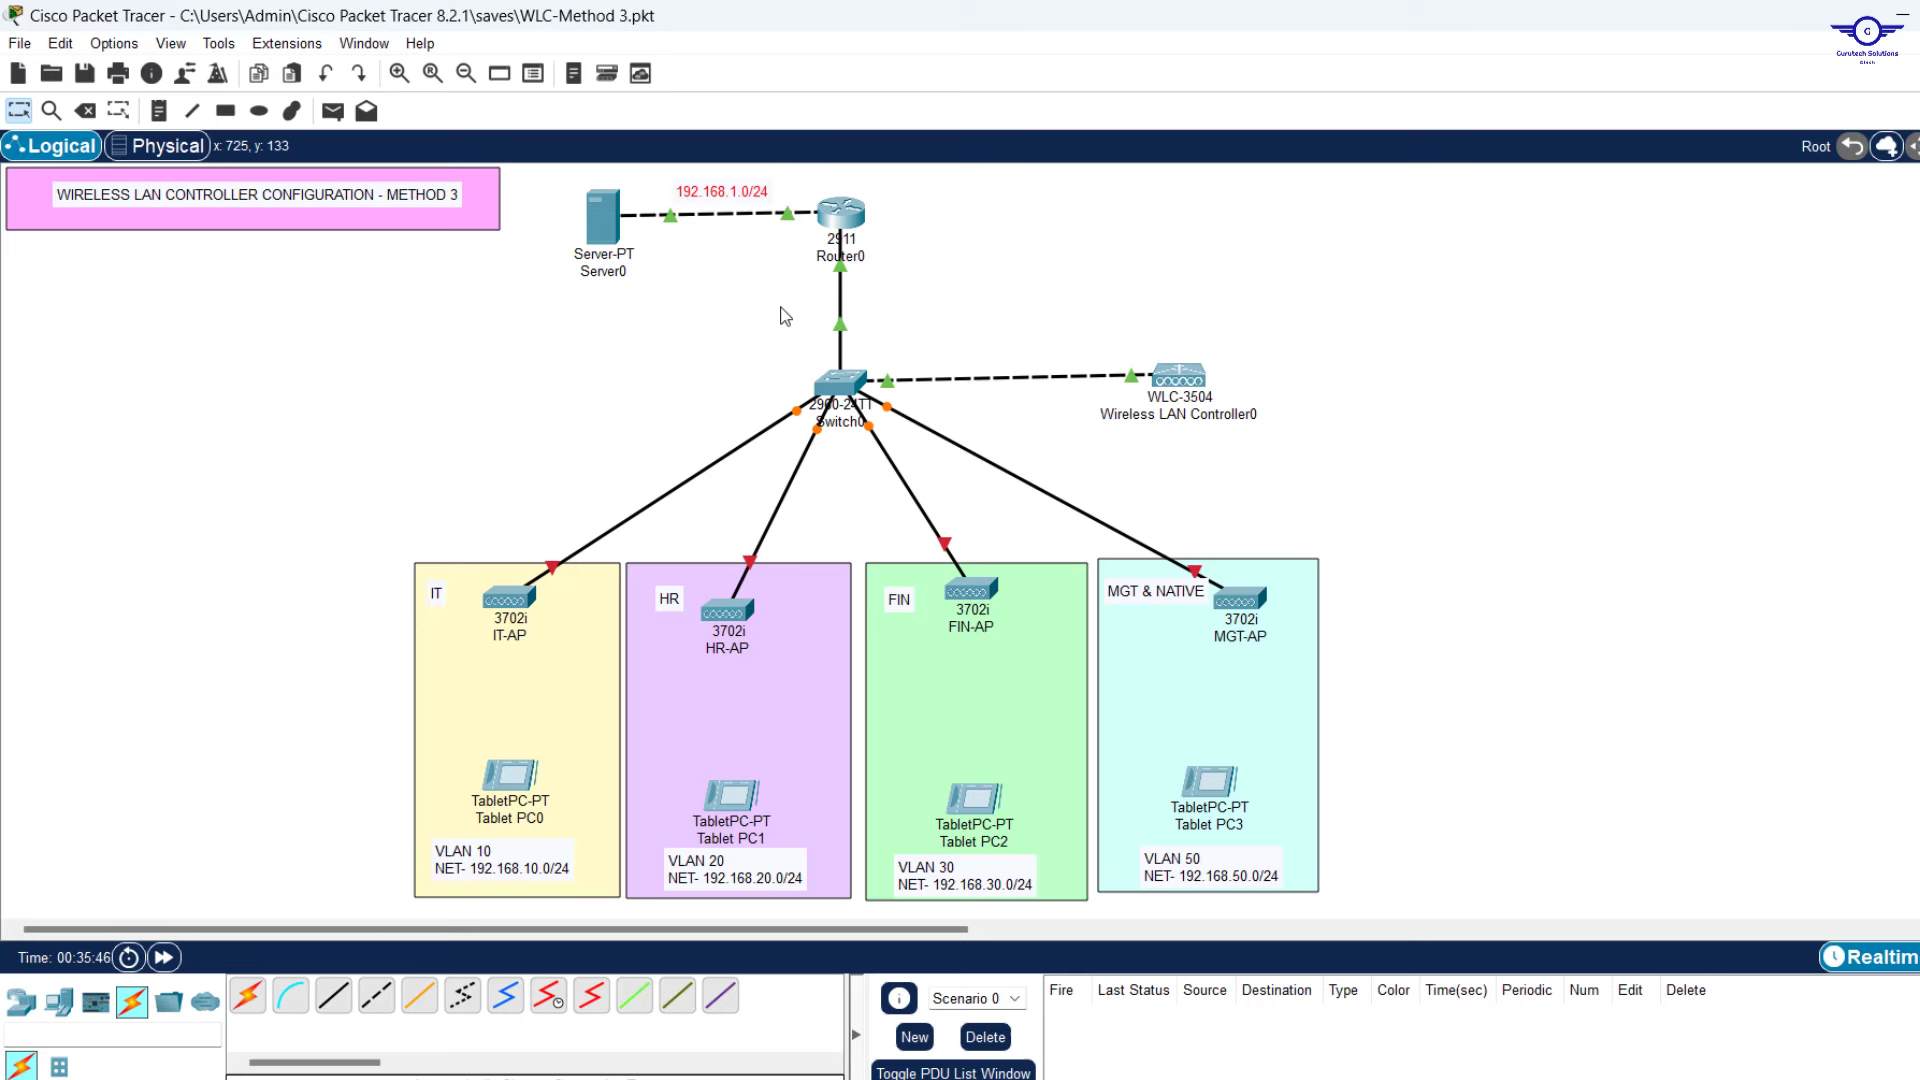 Cisco Packet Tracer - C:\Users\Admin\Cisco Packet Tracer 8.2.1\saves\WLC-Method 3.pkt
G
Gurutech Solutions
File Edit Options View Tools Extensions Window Help
Logical Physical x: 725, y: 133 Root
WIRELESS LAN CONTROLLER CONFIGURATION - METHOD 3
192.168.1.0/24
Server-PT
Server0
2911
Router0
2960-24TT
Switch0
WLC-3504
Wireless LAN Controller0
IT
3702i
IT-AP
TabletPC-PT
Tablet PC0
VLAN 10
NET- 192.168.10.0/24
HR
3702i
HR-AP
TabletPC-PT
Tablet PC1
VLAN 20
NET- 192.168.20.0/24
FIN
3702i
FIN-AP
TabletPC-PT
Tablet PC2
VLAN 30
NET- 192.168.30.0/24
MGT & NATIVE
3702i
MGT-AP
TabletPC-PT
Tablet PC3
VLAN 50
NET- 192.168.50.0/24
Time: 00:35:46 Realtim
Scenario 0
New Delete
Toggle PDU List Window
Fire Last Status Source Destination Type Color Time(sec) Periodic Num Edit Delete